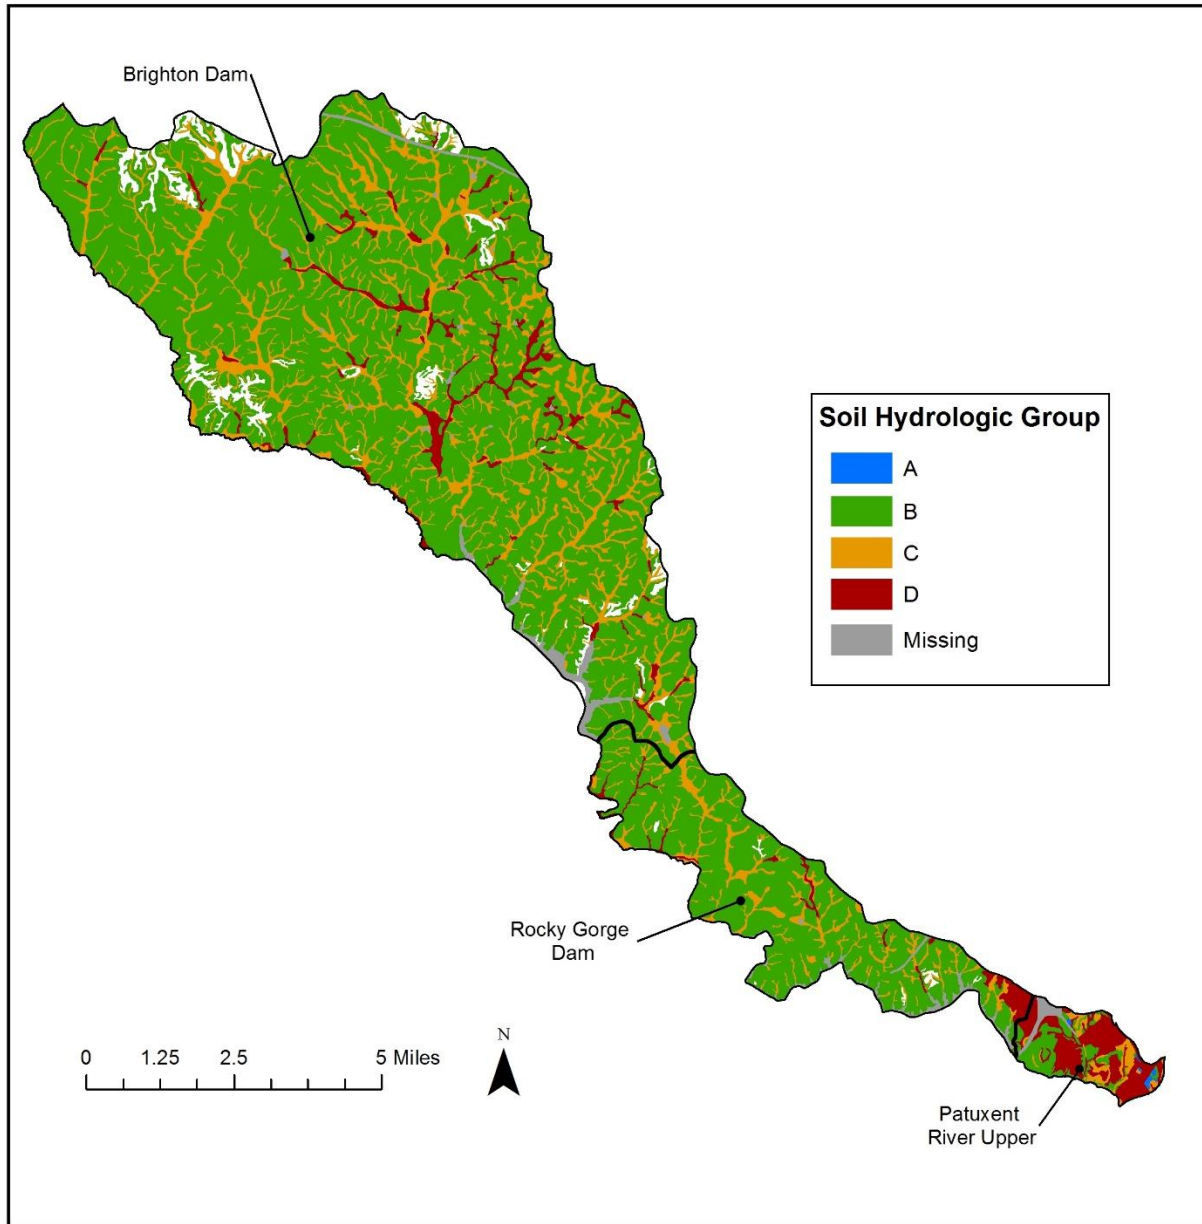 Brighton Dam
Soil Hydrologic Group
A
B
C
D
Missing
Rocky Gorge
Dam
N
0 1.25 2.5 5 Miles
Patuxent
River Upper